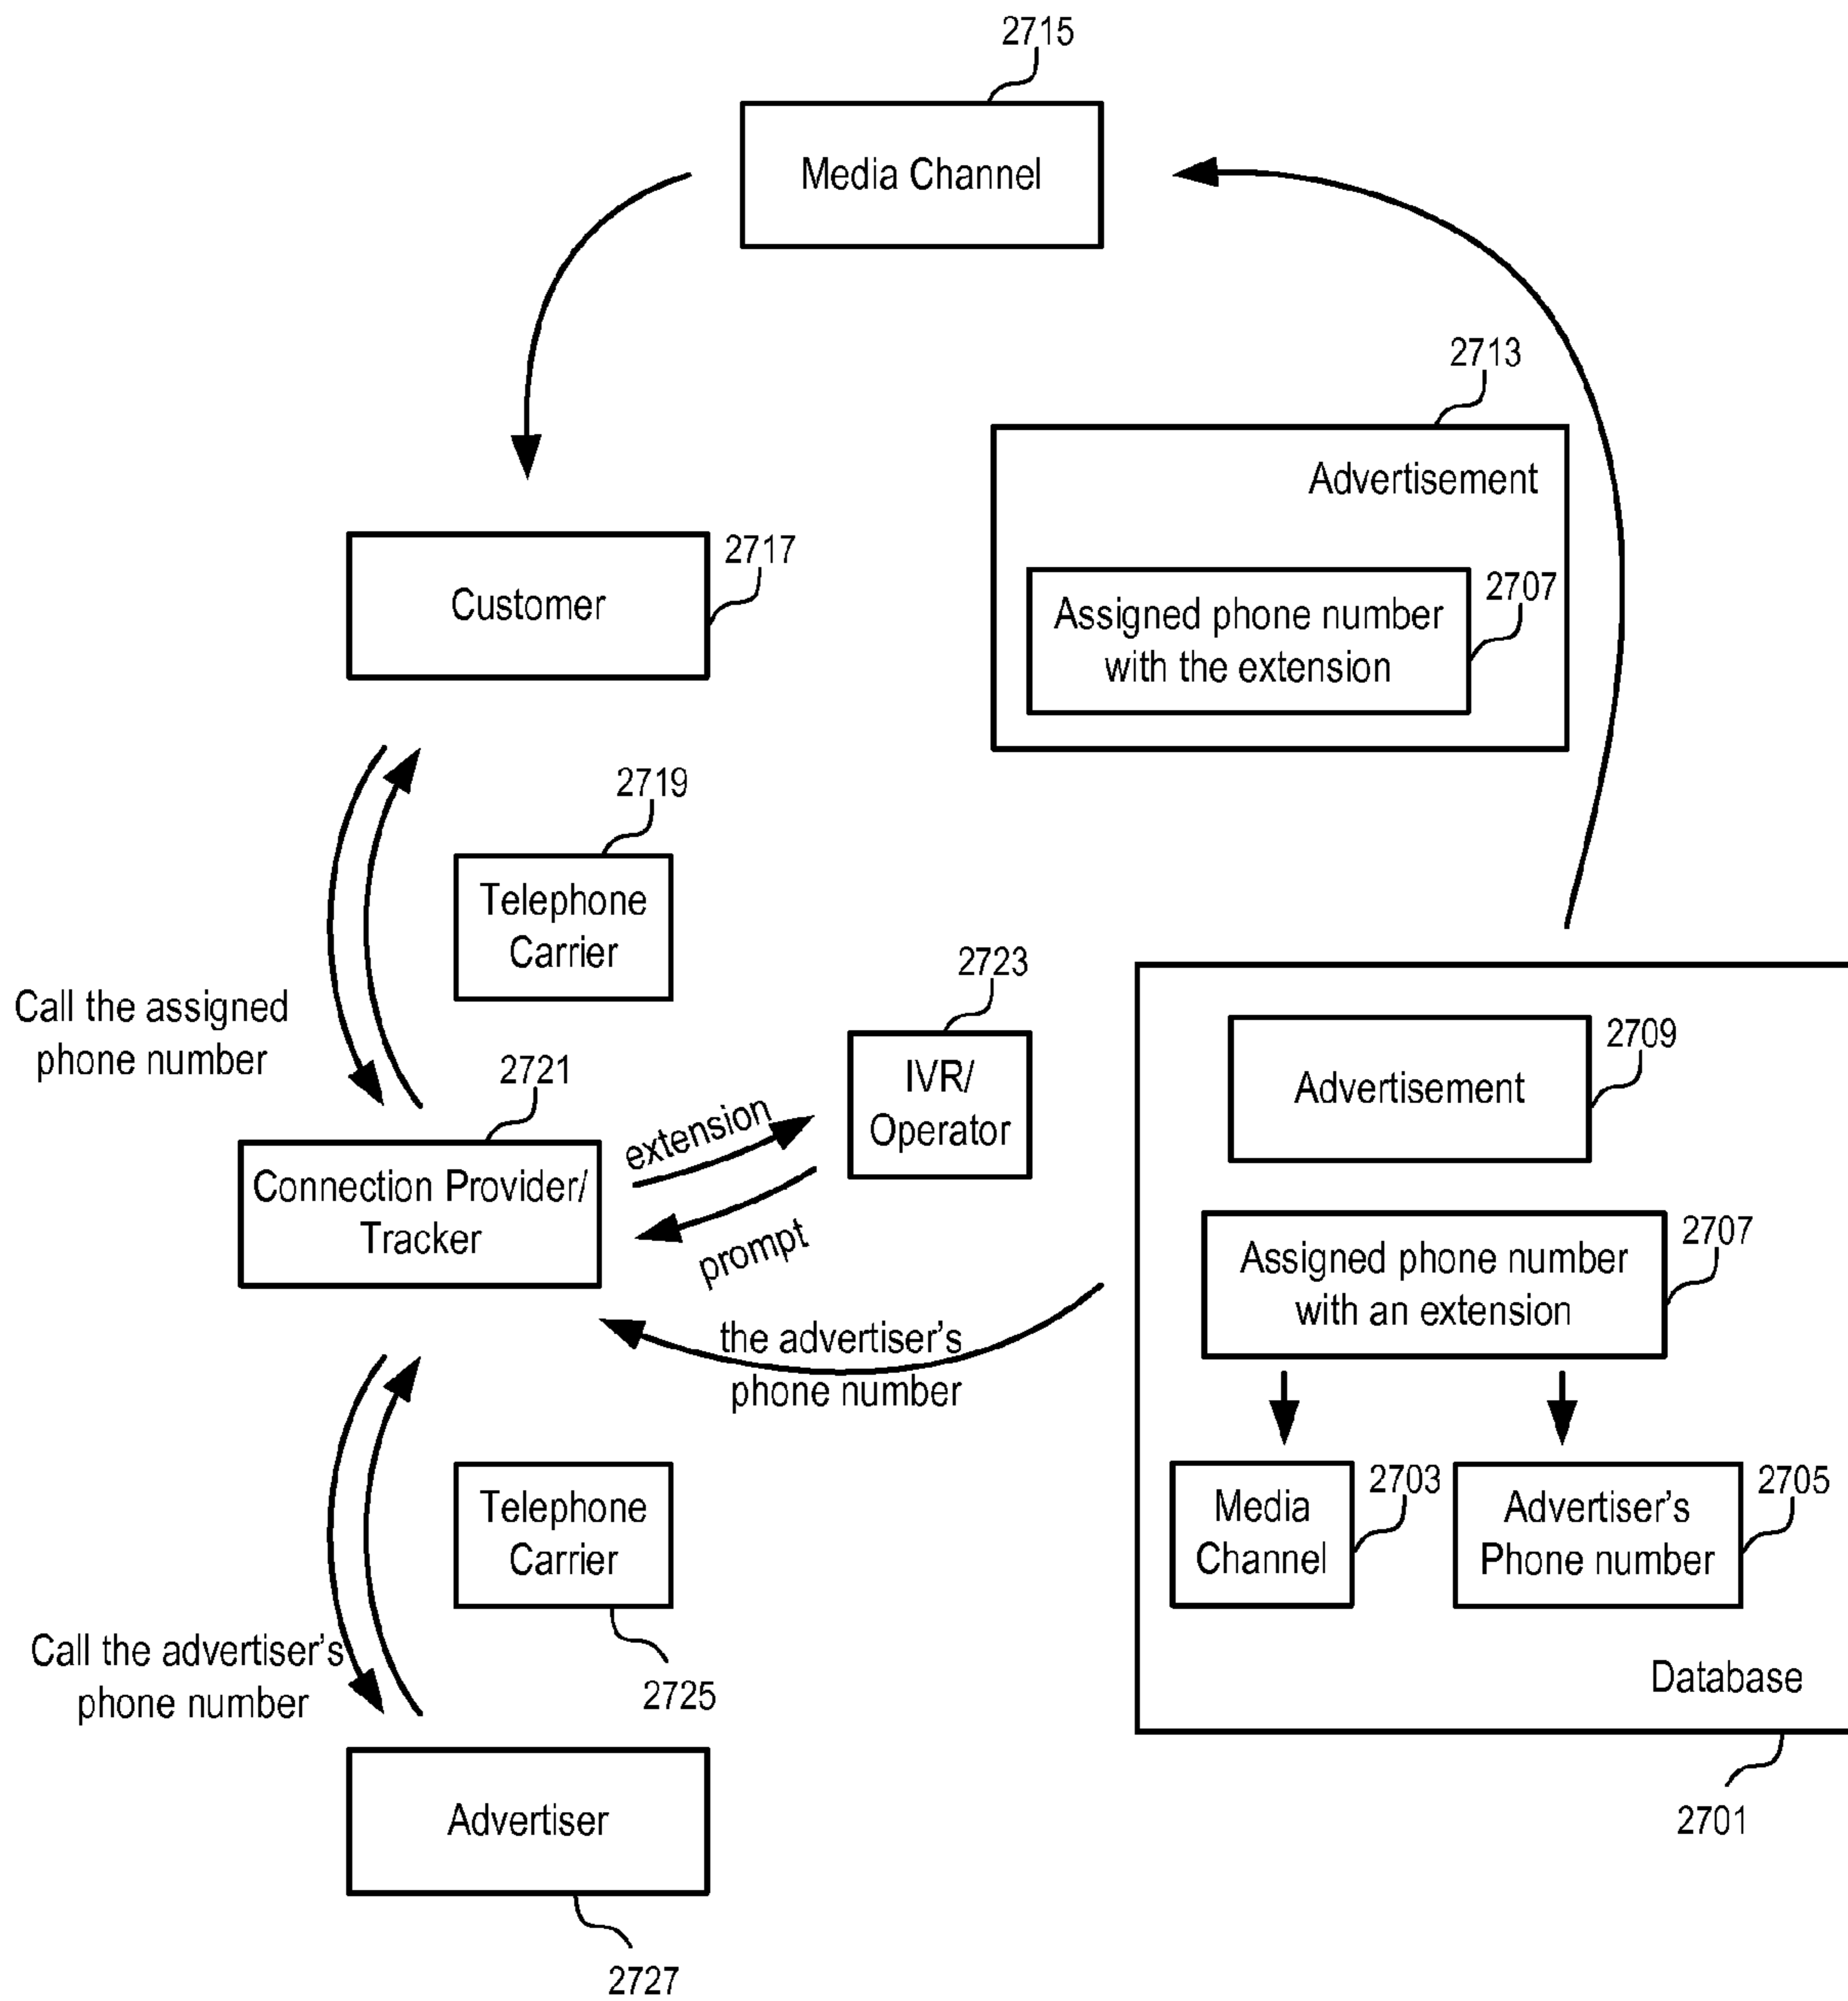 2715
Media Channel
2713
Advertisement
2717
Customer
2707
Assigned phone number
with the extension
2719
Telephone
Carrier
2723
Call the assigned
phone number
2709
2721
IVR/
Operator
Advertisement
extension
Connection Provider/
Tracker
prompt
2707
Assigned phone number
with an extension
the advertiser's
phone number
2703
2705
Telephone
Carrier
Media
Channel
Advertiser's
Phone number
Call the advertiser's
phone number
2725
Database
Advertiser
2701
2727